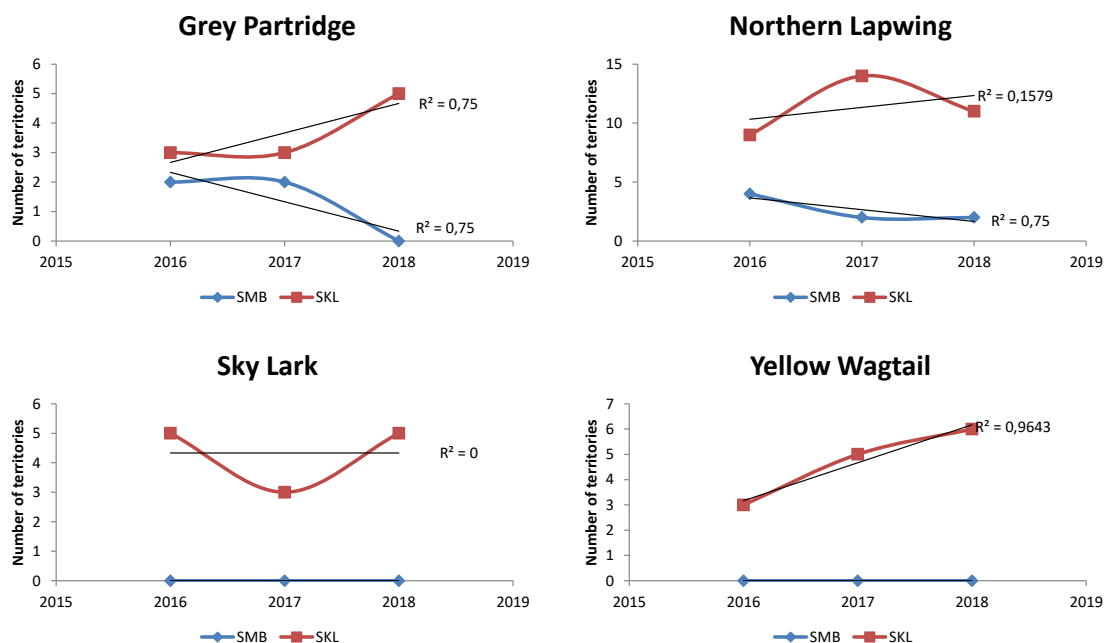 Grey Partridge
Number of territories
6
5
4
3
2
1
0
R² = 0,75
R² = 0,75
2015 2016 2017 2018 2019
SMB SKL
Northern Lapwing
Number of territories
15
10
5
0
R² = 0,1579
R² = 0,75
2015 2016 2017 2018 2019
SMB SKL
Sky Lark
Number of territories
6
5
4
3
2
1
0
R² = 0
2015 2016 2017 2018 2019
SMB SKL
Yellow Wagtail
Number of territories
7
6
5
4
3
2
1
0
R² = 0,9643
2015 2016 2017 2018 2019
SMB SKL